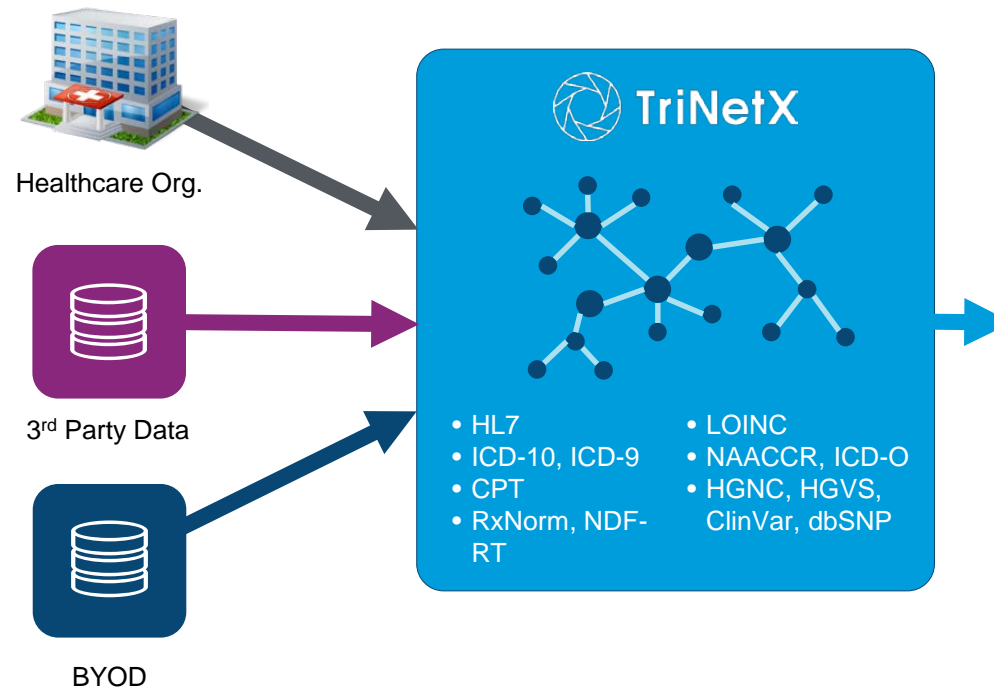 TriNetX
Healthcare Org.
3rd Party Data
BYOD
• HL7
• ICD-10, ICD-9
• CPT
• RxNorm, NDF-
RT
• LOINC
• NAACCR, ICD-O
• HGNC, HGVS,
ClinVar, dbSNP